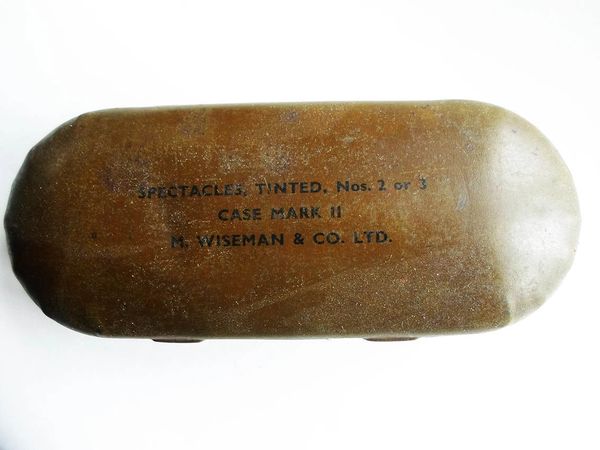 SPECTACLES, TINTED, Nos. 2 or 3
CASE MARK II
M. WISEMAN & CO. LTD.